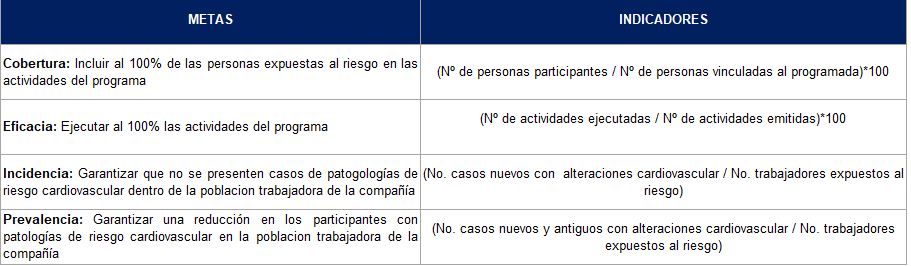 METAS
INDICADORES
Cobertura: Incluir al 100% de las personas expuestas al riesgo en las
actividades del programa
(Nº de personas participantes / Nº de personas vinculadas al programada)*100
Eficacia: Ejecutar al 100% las actividades del programa
(Nº de actividades ejecutadas / Nº de actividades emitidas)*100
Incidencia: Garantizar que no se presenten casos de patogologías de
riesgo cardiovascular dentro de la poblacion trabajadora de la compañía
(No. casos nuevos con alteraciones cardiovascular / No. trabajadores expuestos al
riesgo)
Prevalencia: Garantizar una reducción en los participantes con
patologías de riesgo cardiovascular en la poblacion trabajadora de la
compañía
(No. casos nuevos y antiguos con alteraciones cardiovascular / No. trabajadores
expuestos al riesgo)